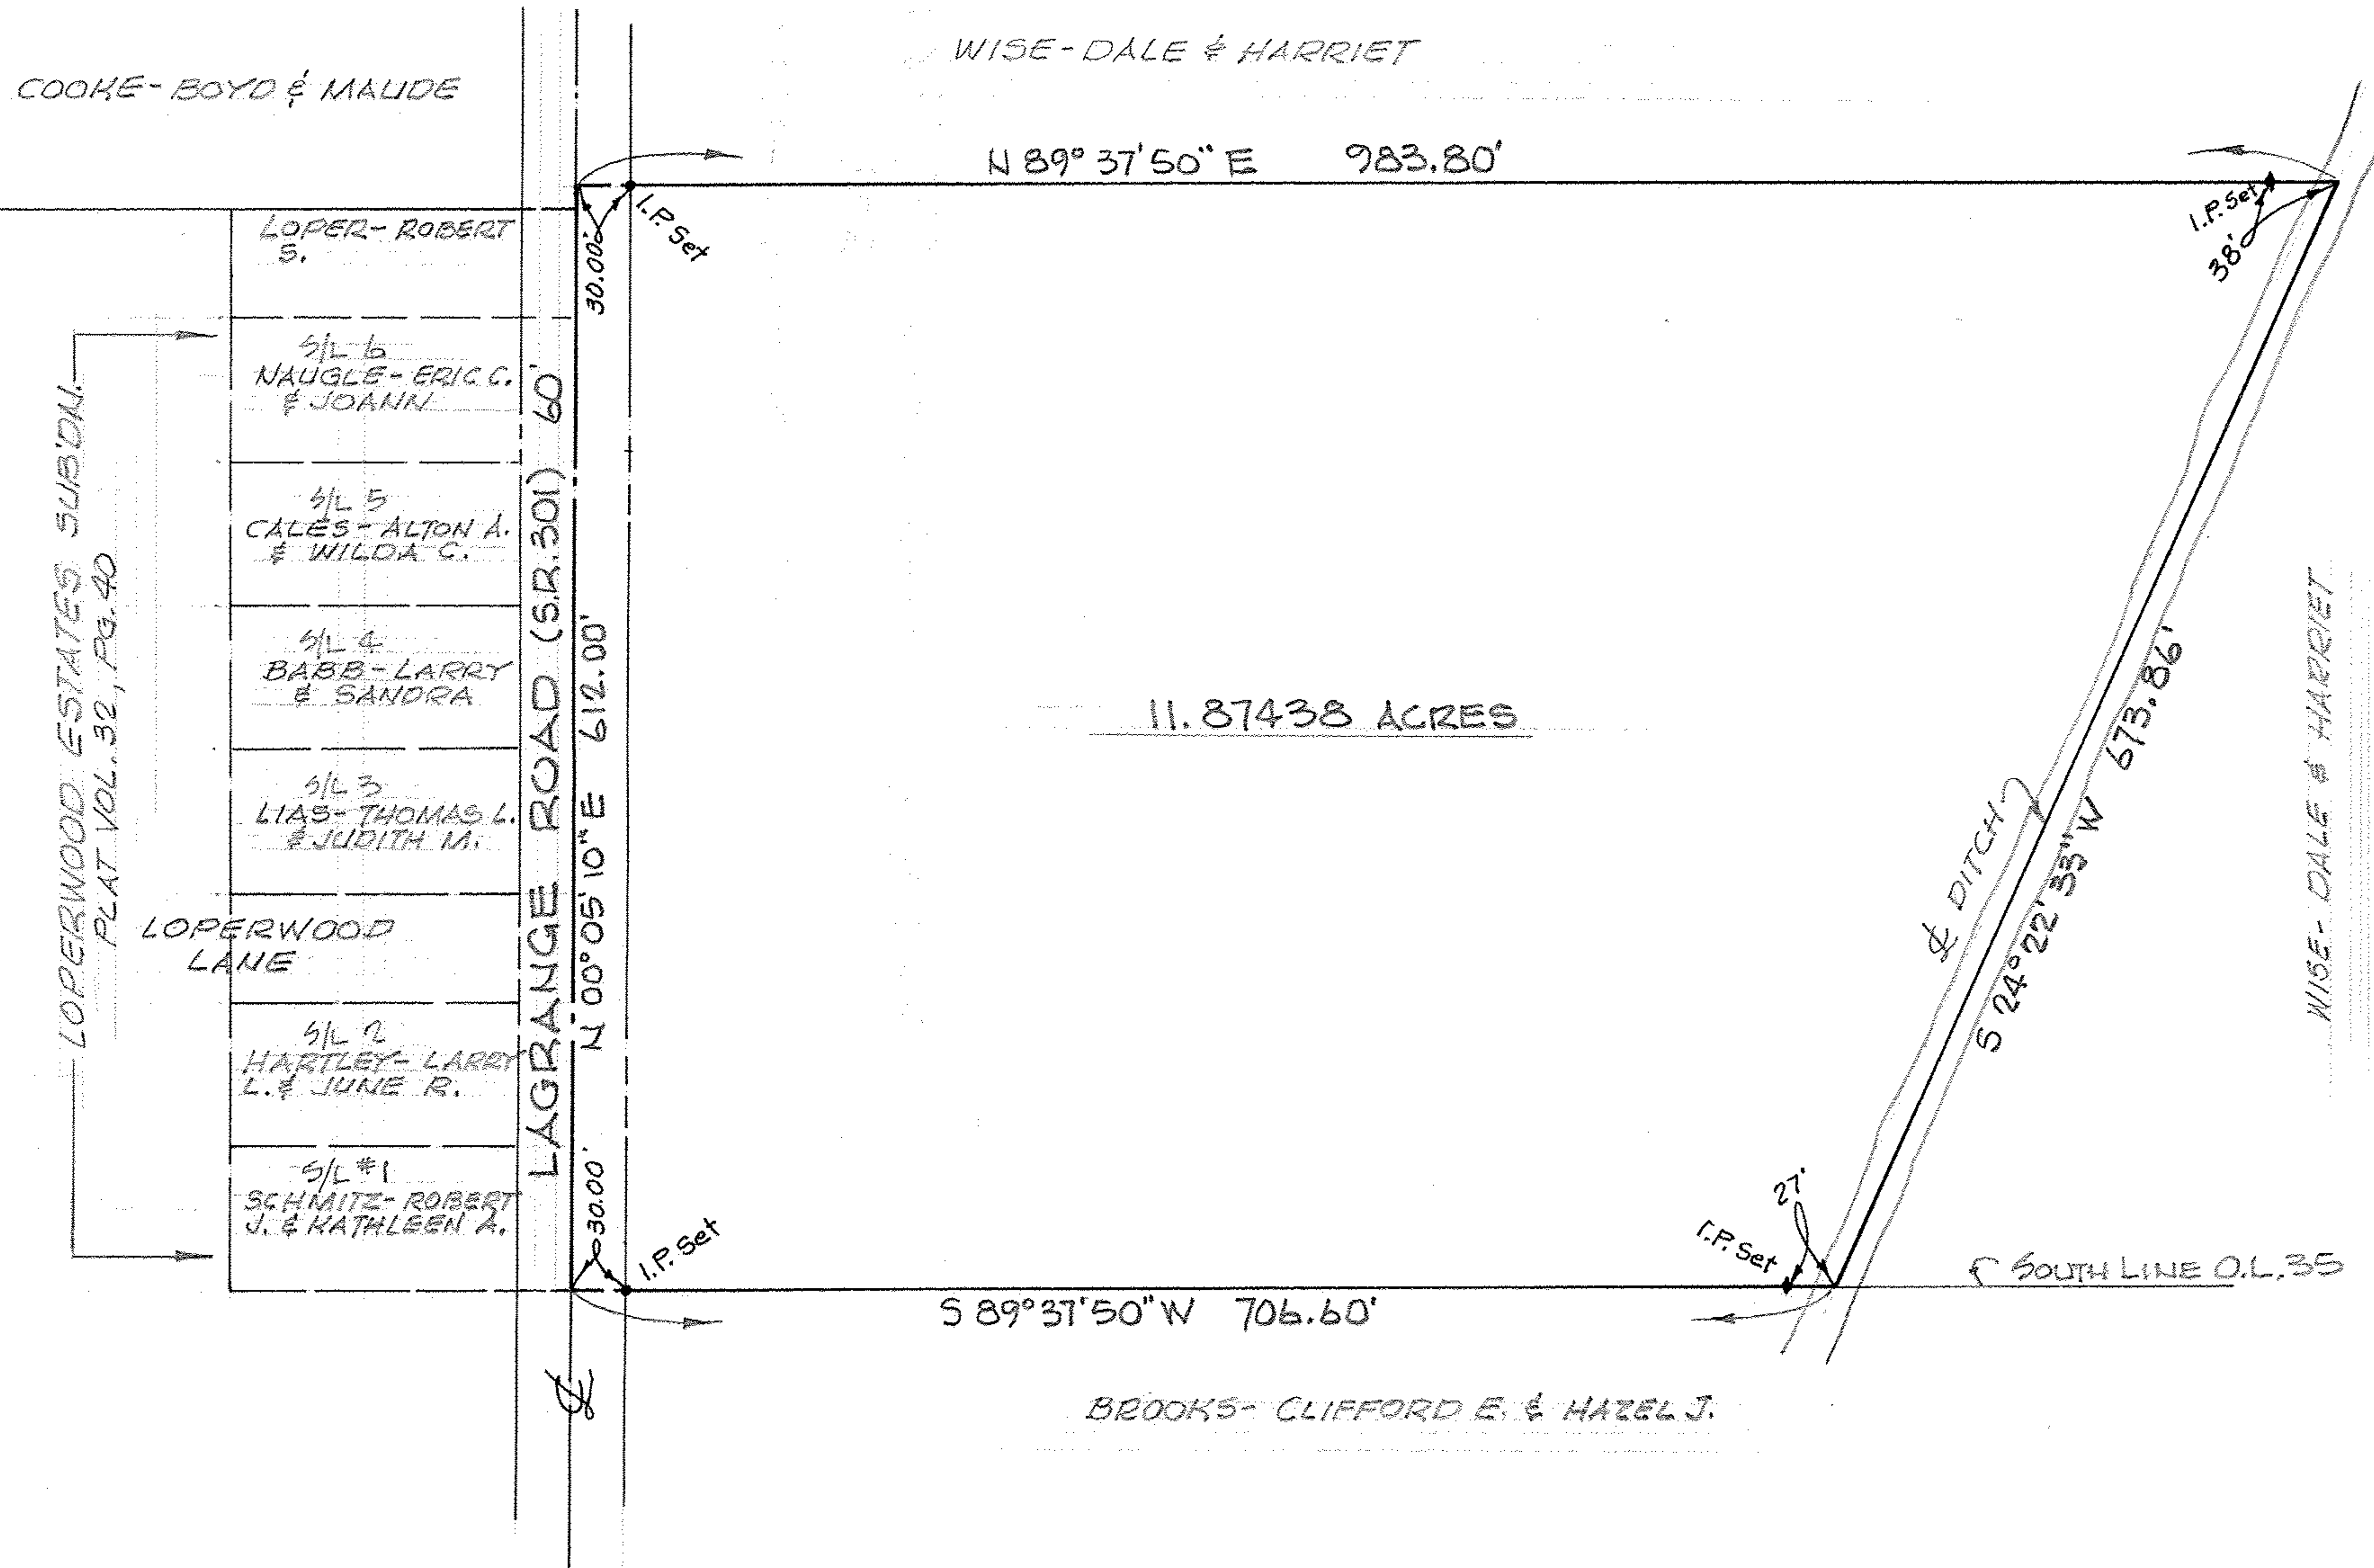 WISE-DALE & HARRIET
COOKE-BOYD & MAUDE
N 89° 37' 50" E 983.80'
I.P. Set
30.00'
I.P. Set
38'
LOPER-ROBERT
S.
S/L 6
NAUGLE-ERIC C.
& JOANN
S/L 5
CALES-ALTON A.
& WILDA C.
S/L 4
BABB-LARRY
& SANDRA
S/L 3
LIAS-THOMAS L.
& JUDITH M.
LOPERWOOD
LANE
S/L 2
HARTLEY-LARRY
L. & JUNE R.
S/L #1
SCHMITZ-ROBERT
J. & KATHLEEN A.
LOPERWOOD ESTATES SUB'DN.
PLAT VOL. 32, PG. 40
LAGRANGE ROAD (S.R. 301) 60'
N 00° 05' 10" E 612.00'
11.87438 ACRES
℄ DITCH
S 24° 22' 33" W 673.86'
WISE-DALE & HARRIET
30.00'
I.P. Set
27'
I.P. Set
SOUTH LINE O.L. 35
S 89° 37' 50" W 706.60'
℄
BROOKS-CLIFFORD E. & HAZEL J.